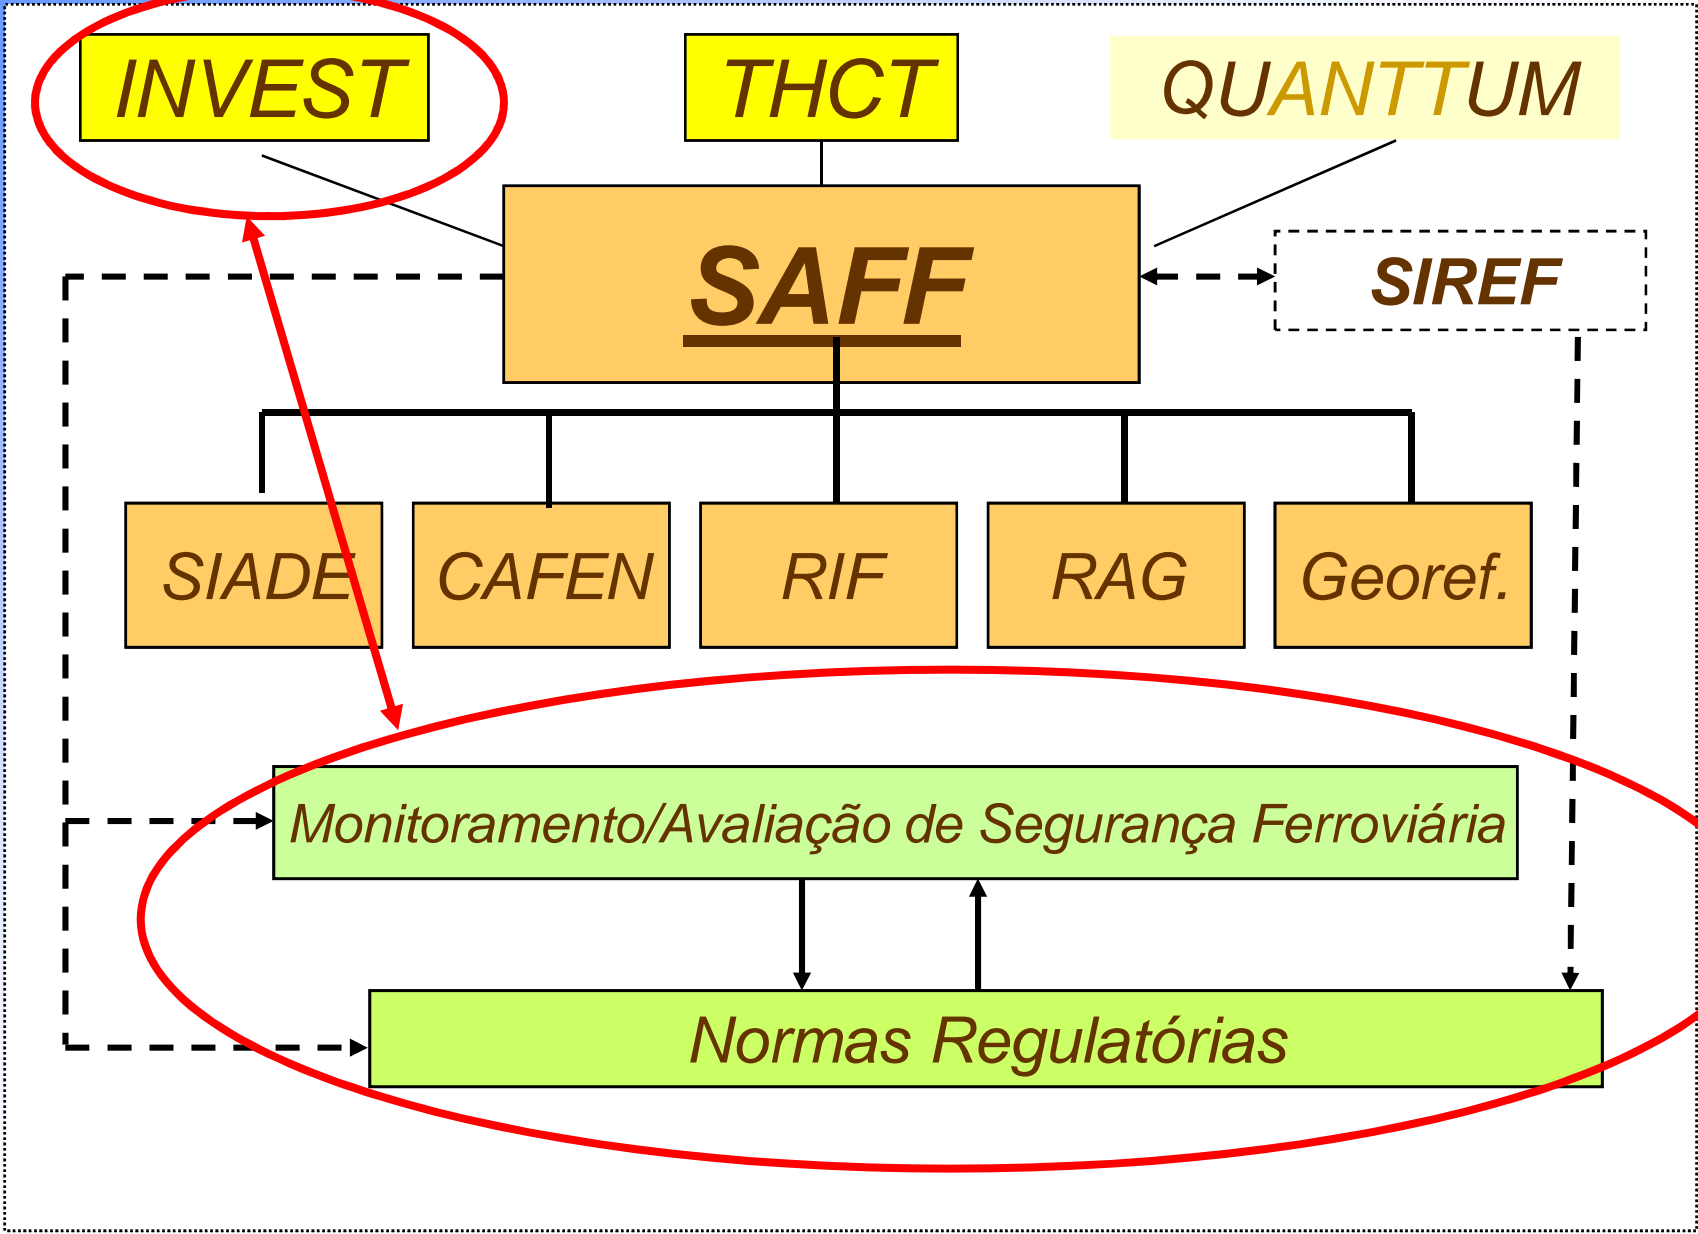 INVEST
THCT
QUANTTUM
SAFF
SIREF
SIADE
CAFEN
RIF
RAG
Georef.
Monitoramento/Avaliação de Segurança Ferroviária
Normas Regulatórias